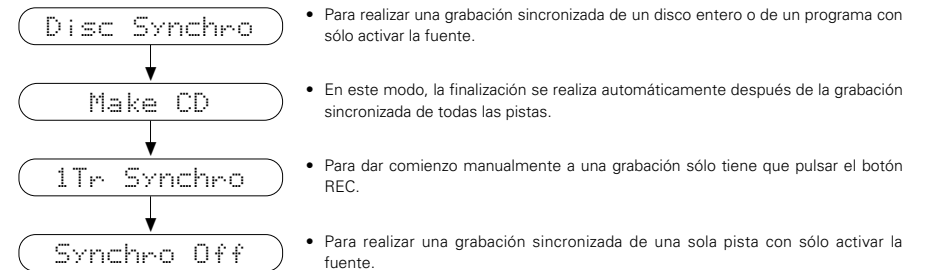 Disc Synchro
• Para realizar una grabación sincronizada de un disco entero o de un programa con
sólo activar la fuente.
Make CD
• En este modo, la finalización se realiza automáticamente después de la grabación
sincronizada de todas las pistas.
1Tr Synchro
• Para dar comienzo manualmente a una grabación sólo tiene que pulsar el botón
REC.
Synchro Off
• Para realizar una grabación sincronizada de una sola pista con sólo activar la
fuente.